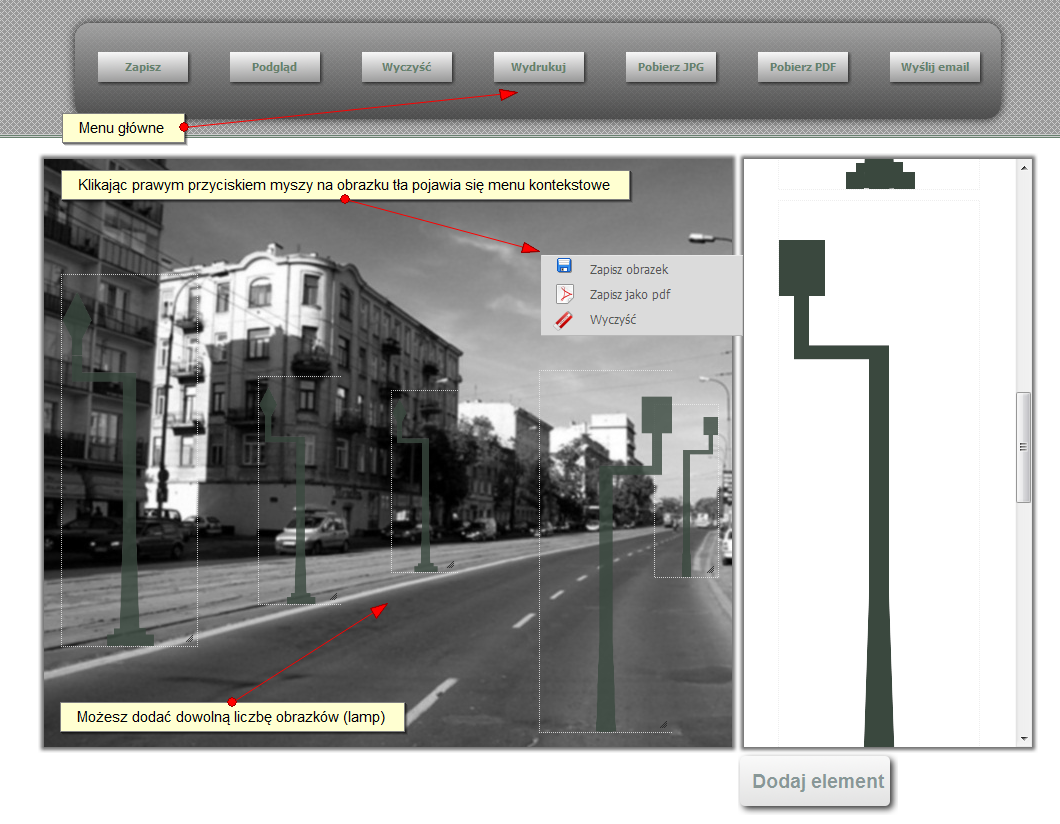 Zapisz
Podgląd
Wyczyść
Wydrukuj
Pobierz JPG
Pobierz PDF
Wyślij email
Menu główne
Klikając prawym przyciskiem myszy na obrazku tła pojawia się menu kontekstowe
Zapisz obrazek
Zapisz jako pdf
Wyczyść
Możesz dodać dowolną liczbę obrazków (lamp)
Dodaj element